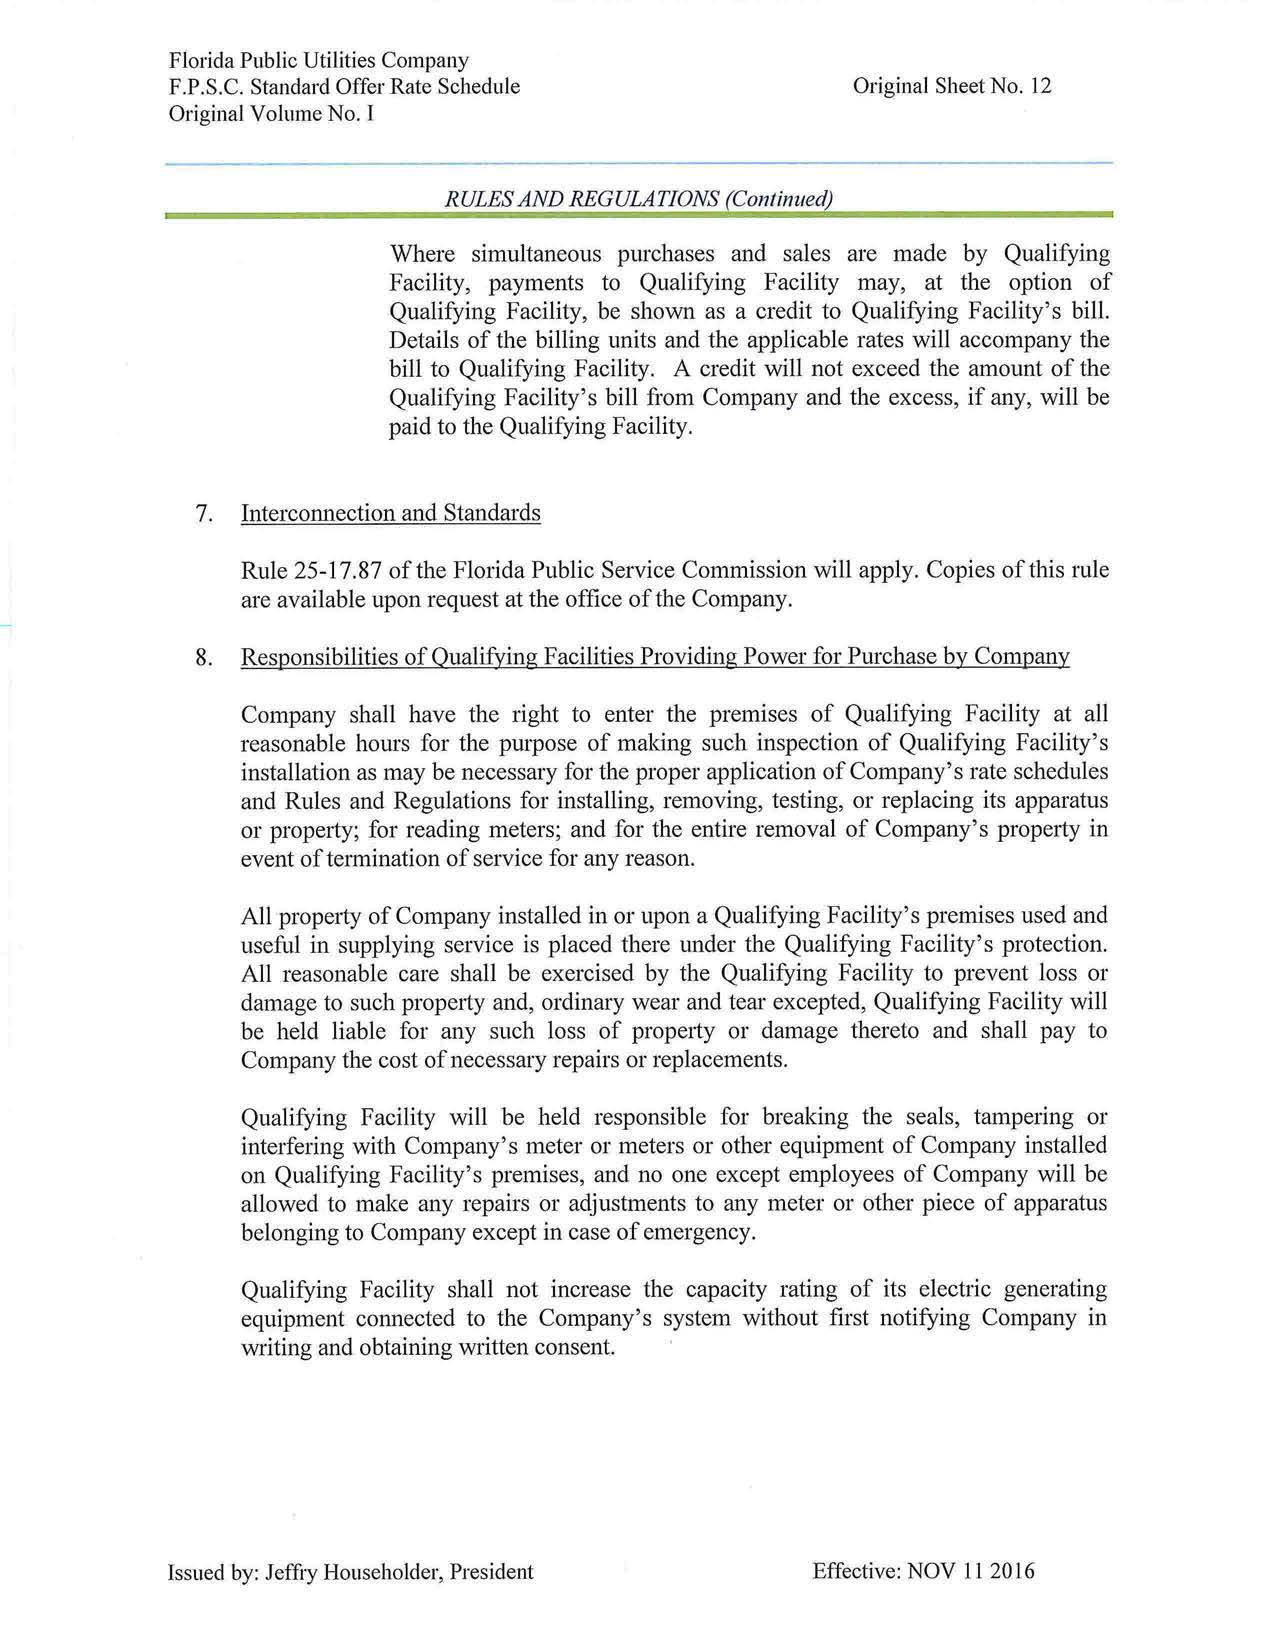 Florida Public Utilities Company
F.P.S.C. Standard Offer Rate Schedule
Original Sheet No. 12
Original Volume No. I
RULES AND REGULATIONS (Continued)
Where simultaneous purchases and sales are made by Qualifying
Facility, payments to Qualifying Facility may, at the option of
Qualifying Facility, be shown as a credit to Qualifying Facility's bill.
Details of the billing units and the applicable rates will accompany the
bill to Qualifying Facility. A credit will not exceed the amount of the
Qualifying Facility's bill from Company and the excess, if any, will be
paid to the Qualifying Facility.
7. Interconnection and Standards
Rule 25-17.87 of the Florida Public Service Commission will apply. Copies of this rule
are available upon request at the office of the Company.
8. Responsibilities of Qualifying Facilities Providing Power for Purchase by Company
Company shall have the right to enter the premises of Qualifying Facility at all
reasonable hours for the purpose of making such inspection of Qualifying Facility's
installation as may be necessary for the proper application of Company's rate schedules
and Rules and Regulations for installing, removing, testing, or replacing its apparatus
or property; for reading meters; and for the entire removal of Company's property in
event of termination of service for any reason.
All property of Company installed in or upon a Qualifying Facility's premises used and
useful in supplying service is placed there under the Qualifying Facility's protection.
All reasonable care shall be exercised by the Qualifying Facility to prevent loss or
damage to such property and, ordinary wear and tear excepted, Qualifying Facility will
be held liable for any such loss of property or damage thereto and shall pay to
Company the cost of necessary repairs or replacements.
Qualifying Facility will be held responsible for breaking the seals, tampering or
interfering with Company's meter or meters or other equipment of Company installed
on Qualifying Facility's premises, and no one except employees of Company will be
allowed to make any repairs or adjustments to any meter or other piece of apparatus
belonging to Company except in case of emergency.
Qualifying Facility shall not increase the capacity rating of its electric generating
equipment connected to the Company's system without first notifying Company in
writing and obtaining written consent.
Issued by: Jeffry Householder, President
Effective: NOV 11 2016